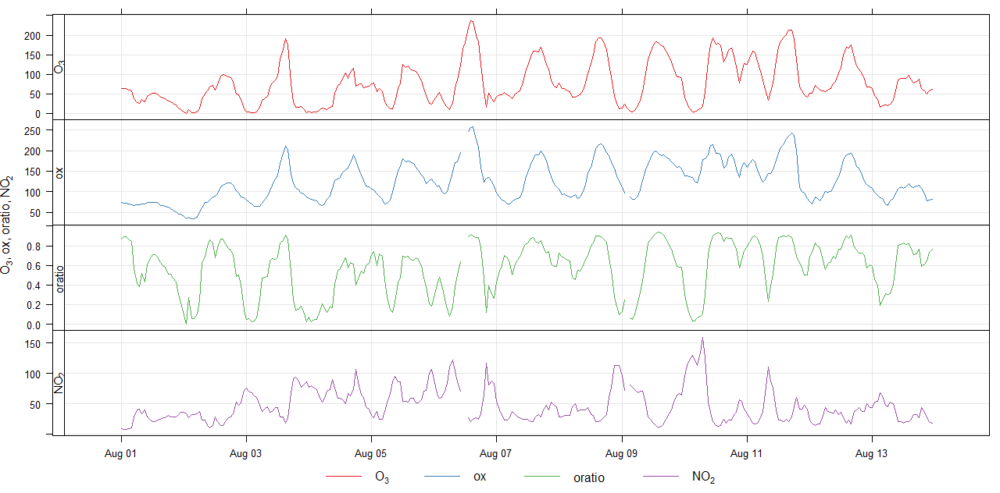 O3, ox, oratio, NO2
O3
200
150
100
50
0
ox
250
200
150
100
50
oratio
0.8
0.6
0.4
0.2
0.0
NO2
150
100
50
Aug 01 Aug 03 Aug 05 Aug 07 Aug 09 Aug 11 Aug 13
O3 ox oratio NO2